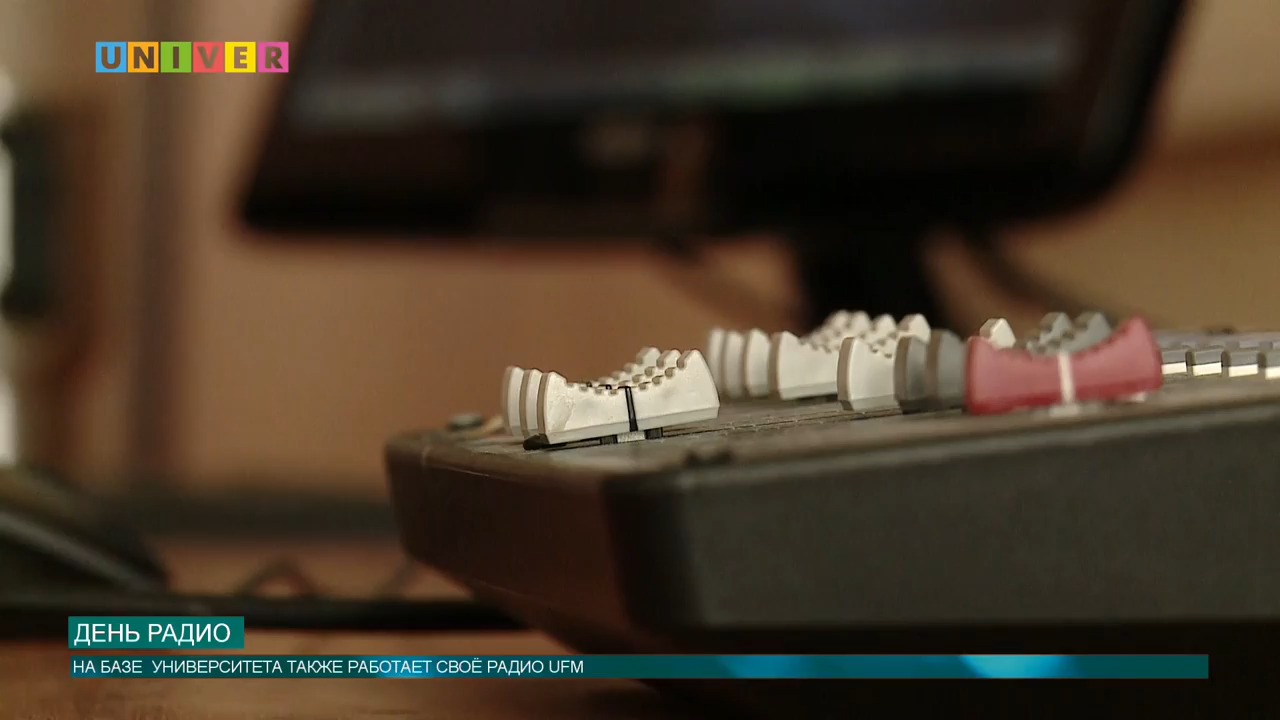 UNIVER
ДЕНЬ РАДИО
НА БАЗЕ  УНИВЕРСИТЕТА ТАКЖЕ РАБОТАЕТ СВОЁ РАДИО UFM